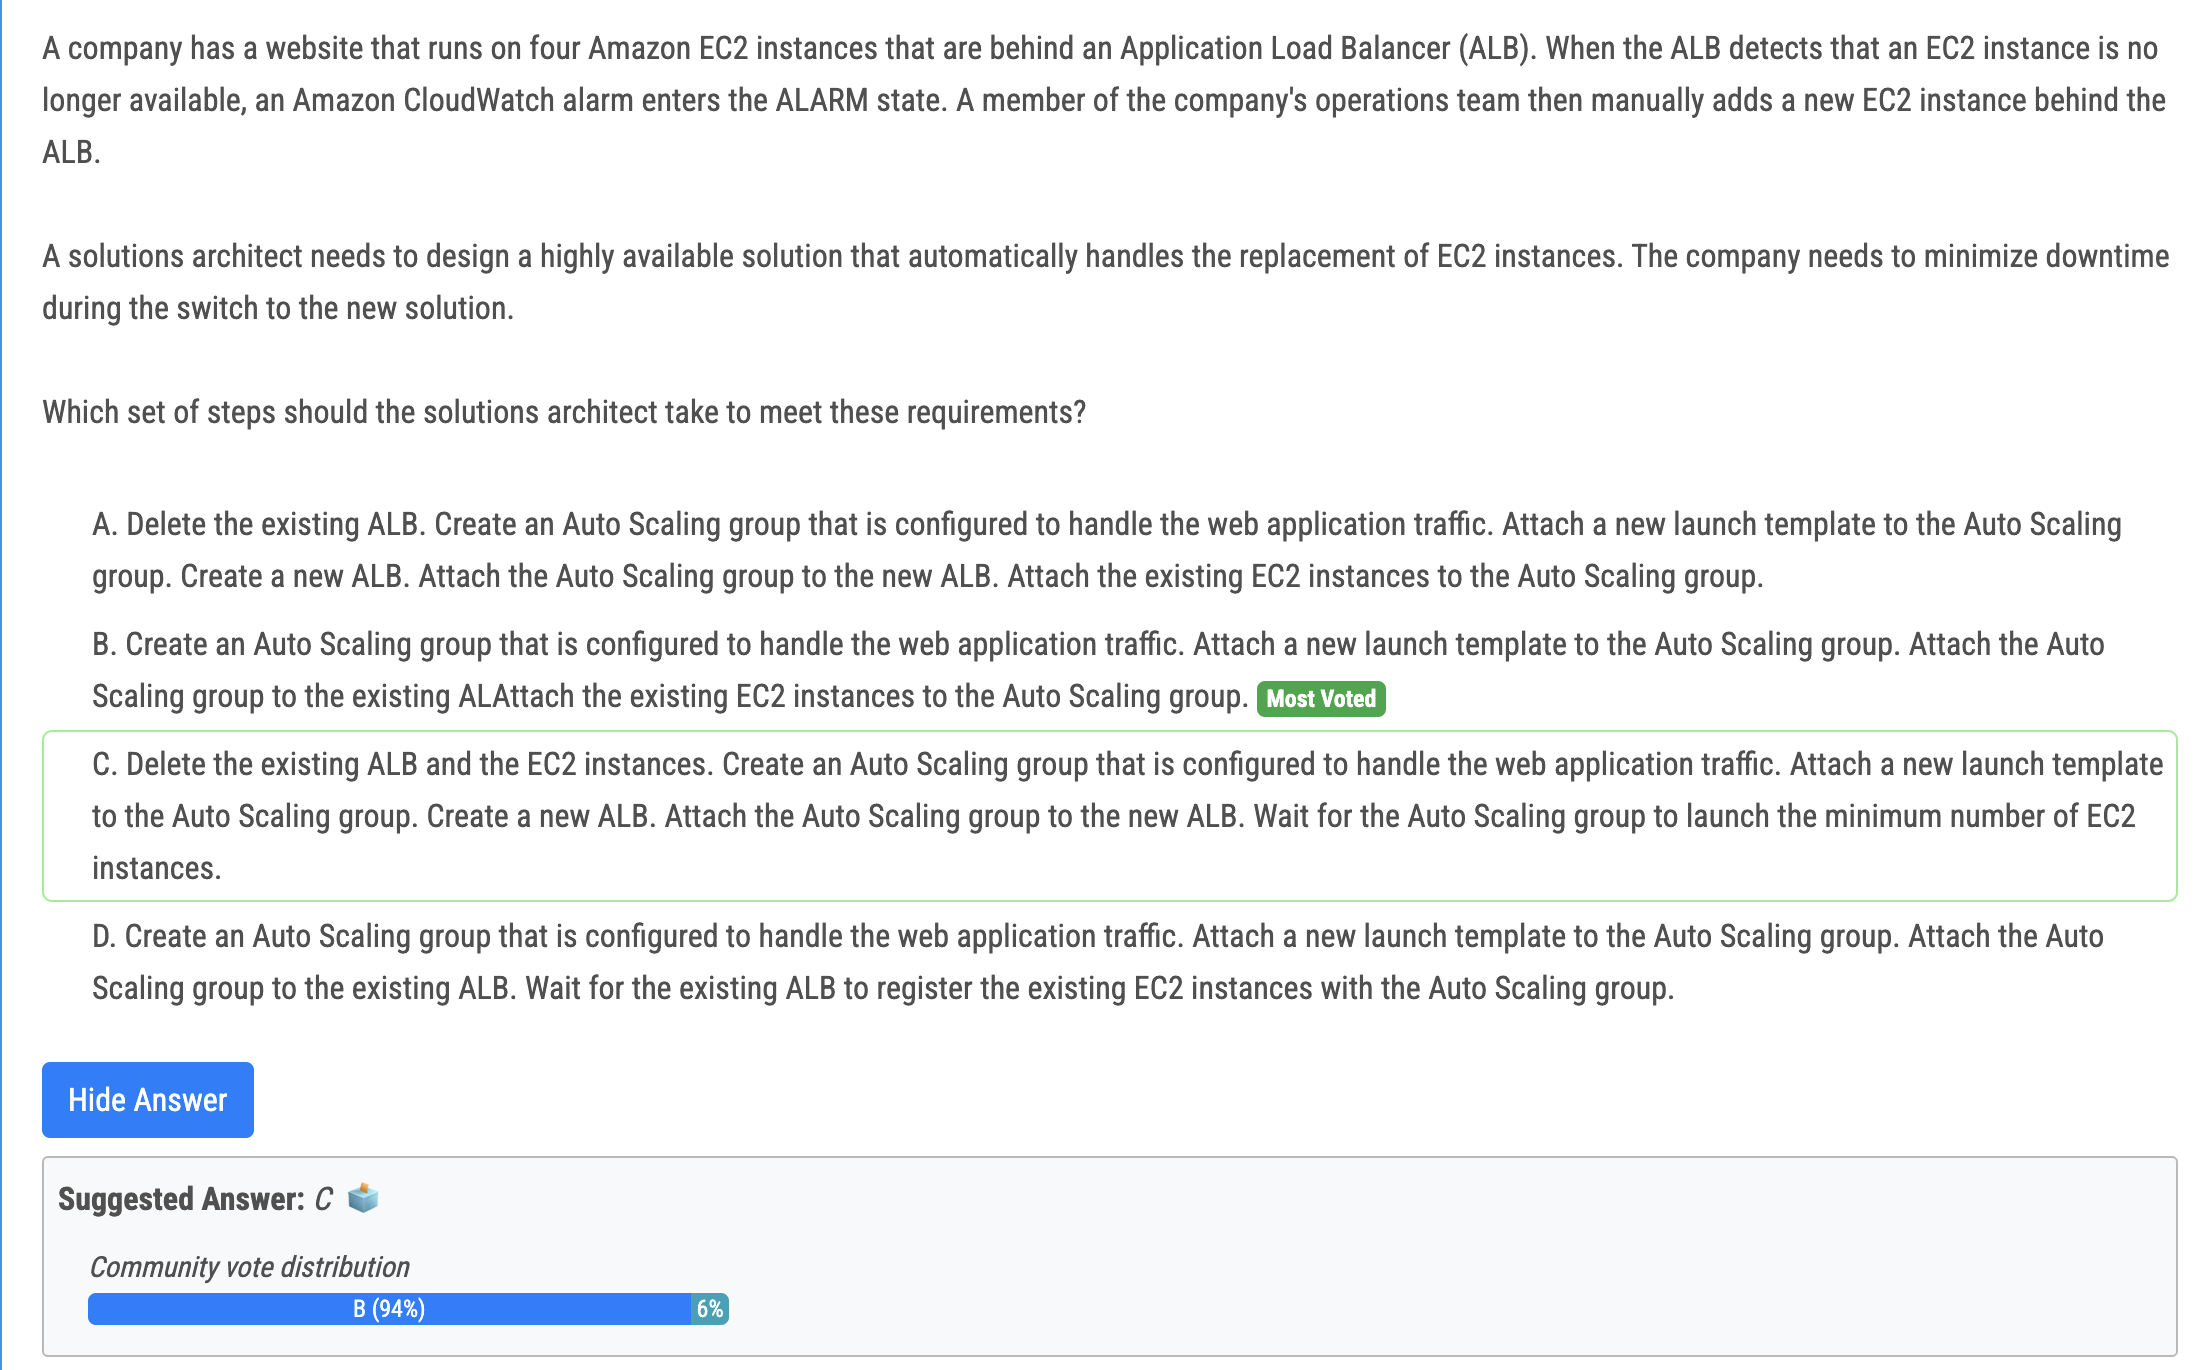 A company has a website that runs on four Amazon EC2 instances that are behind an Application Load Balancer (ALB). When the ALB detects that an EC2 instance is no
longer available, an Amazon CloudWatch alarm enters the ALARM state. A member of the company's operations team then manually adds a new EC2 instance behind the
ALB.
A solutions architect needs to design a highly available solution that automatically handles the replacement of EC2 instances. The company needs to minimize downtime
during the switch to the new solution.
Which set of steps should the solutions architect take to meet these requirements?
A. Delete the existing ALB. Create an Auto Scaling group that is configured to handle the web application traffic. Attach a new launch template to the Auto Scaling
group. Create a new ALB. Attach the Auto Scaling group to the new ALB. Attach the existing EC2 instances to the Auto Scaling group.
B. Create an Auto Scaling group that is configured to handle the web application traffic. Attach a new launch template to the Auto Scaling group. Attach the Auto
Scaling group to the existing ALAttach the existing EC2 instances to the Auto Scaling group. Most Voted
C. Delete the existing ALB and the EC2 instances. Create an Auto Scaling group that is configured to handle the web application traffic. Attach a new launch template
to the Auto Scaling group. Create a new ALB. Attach the Auto Scaling group to the new ALB. Wait for the Auto Scaling group to launch the minimum number of EC2
instances.
D. Create an Auto Scaling group that is configured to handle the web application traffic. Attach a new launch template to the Auto Scaling group. Attach the Auto
Scaling group to the existing ALB. Wait for the existing ALB to register the existing EC2 instances with the Auto Scaling group.
Hide Answer
Suggested Answer: C
Community vote distribution
B (94%) 6%